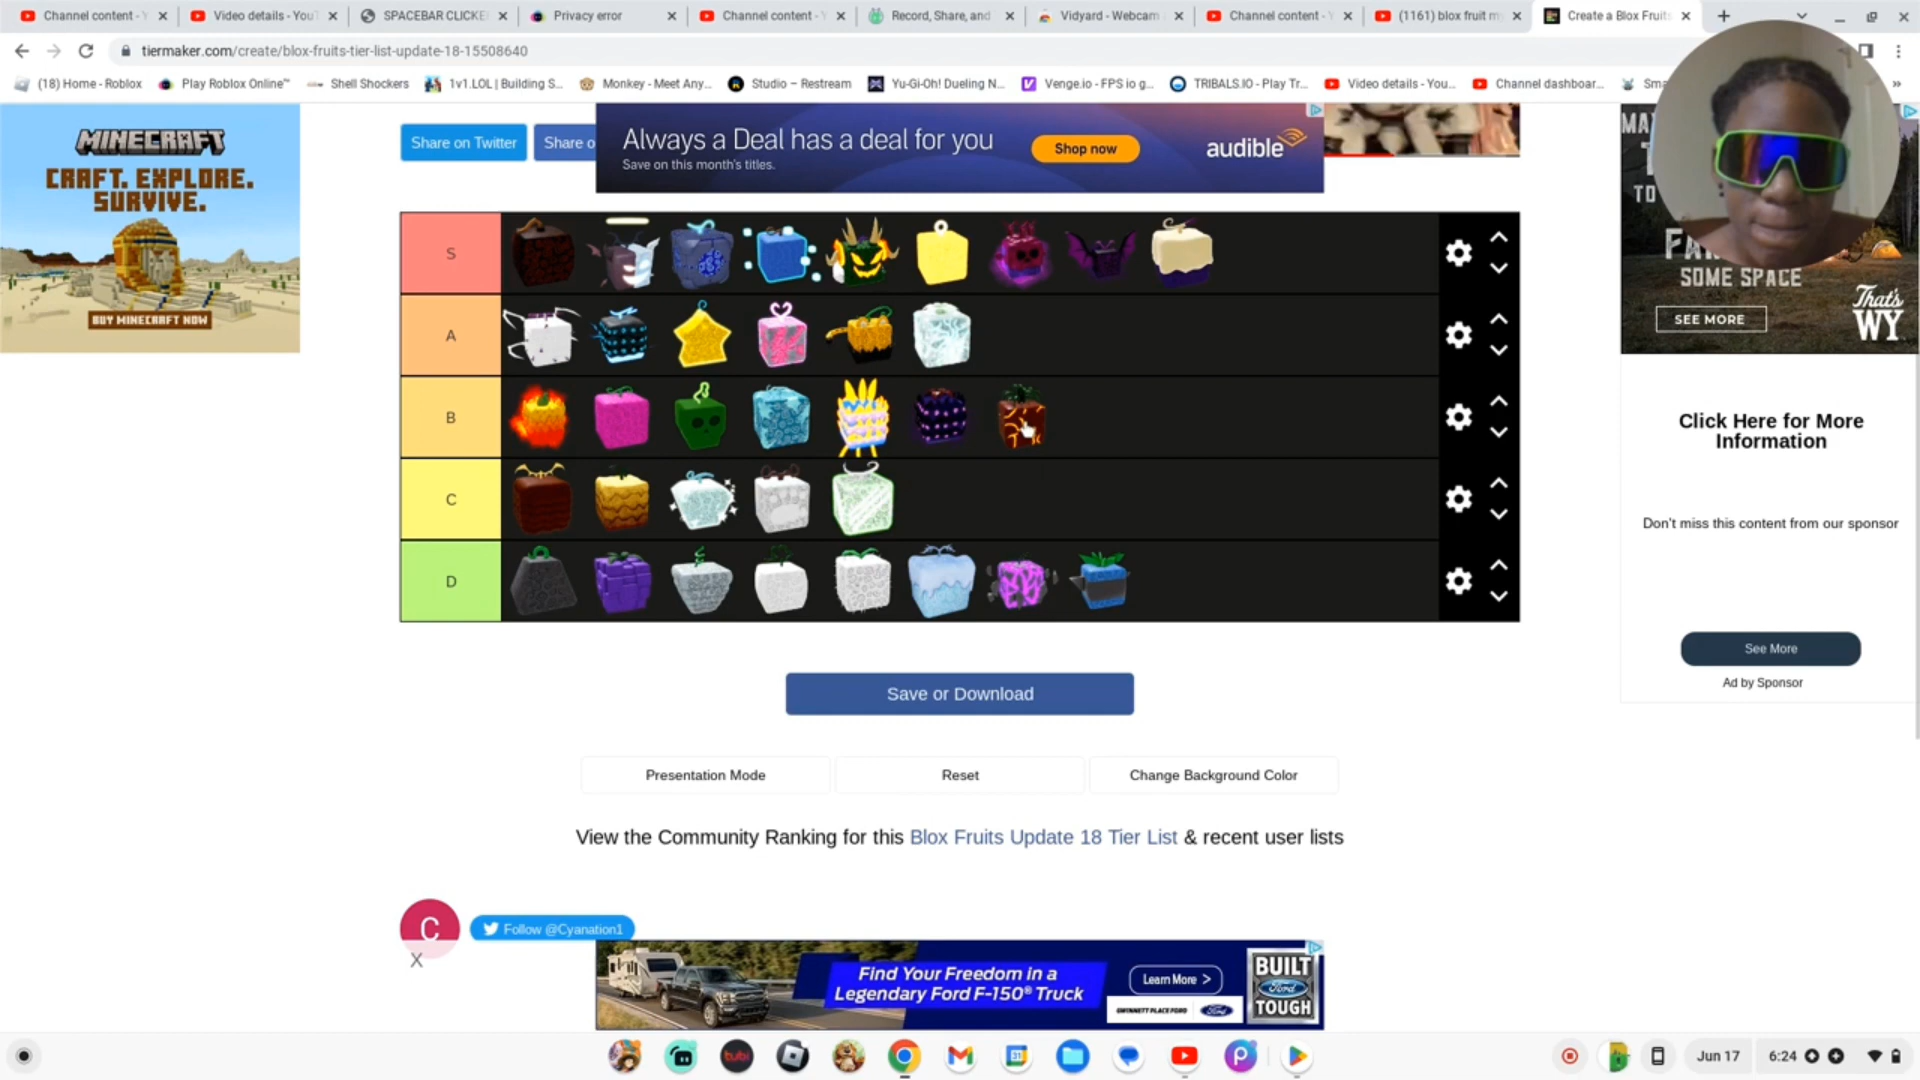 Channel content - Y
Video details - YouT
SPACEBAR CLICKE
Privacy error
Channel content - Y
Record, Share, and
Vidyard - Webcam
Channel content - Y
(1161) blox fruit m
Create a Blox Fruits
tiermaker.com/create/blox-fruits-tier-list-update-18-15508640
(18) Home - Roblox
Play Roblox Online™
Shell Shockers
1v1.LOL | Building S...
Monkey - Meet Any...
Studio – Restream
Yu-Gi-Oh! Dueling N...
Venge.io - FPS io g...
TRIBALS.IO - Play Tr...
Video details - You...
Channel dashboar...
Sma
MINECRAFT
CRAFT. EXPLORE.
SURVIVE.
BUY MINECRAFT NOW
Share on Twitter
Share o
Always a Deal has a deal for you
Save on this month's titles.
Shop now
audible
SOME SPACE
SEE MORE
That's
WY
S
A
B
C
D
Click Here for More
Information
Don't miss this content from our sponsor
See More
Ad by Sponsor
Save or Download
Presentation Mode
Reset
Change Background Color
View the Community Ranking for this Blox Fruits Update 18 Tier List & recent user lists
C
Follow @Cyanation1
X
Find Your Freedom in a
Legendary Ford F-150® Truck
Learn More >
GWINNETT PLACE FORD
Ford
BUILT
Ford
TOUGH
tubi
31
Jun 17
6:24